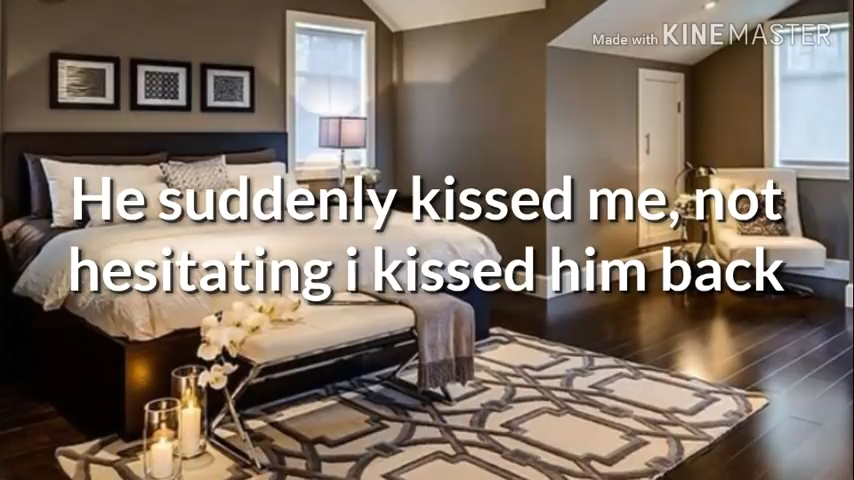 Made with KINEMASTER
He suddenly kissed me, not
hesitating i kissed him back